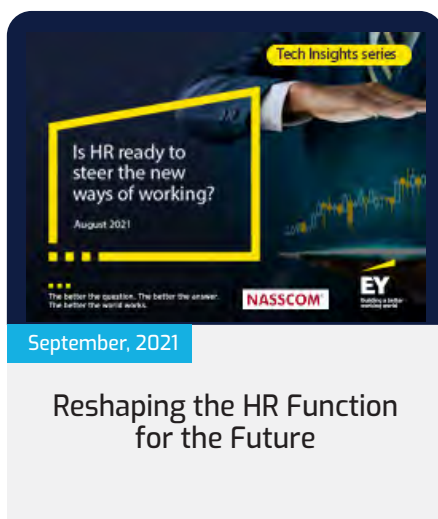 Tech Insights series
Is HR ready to
steer the new
ways of working?
August 2021
The better the question. The better the answer.
The better the world works.
NASSCOM®
EY
Building a better
working world
September, 2021
Reshaping the HR Function
for the Future